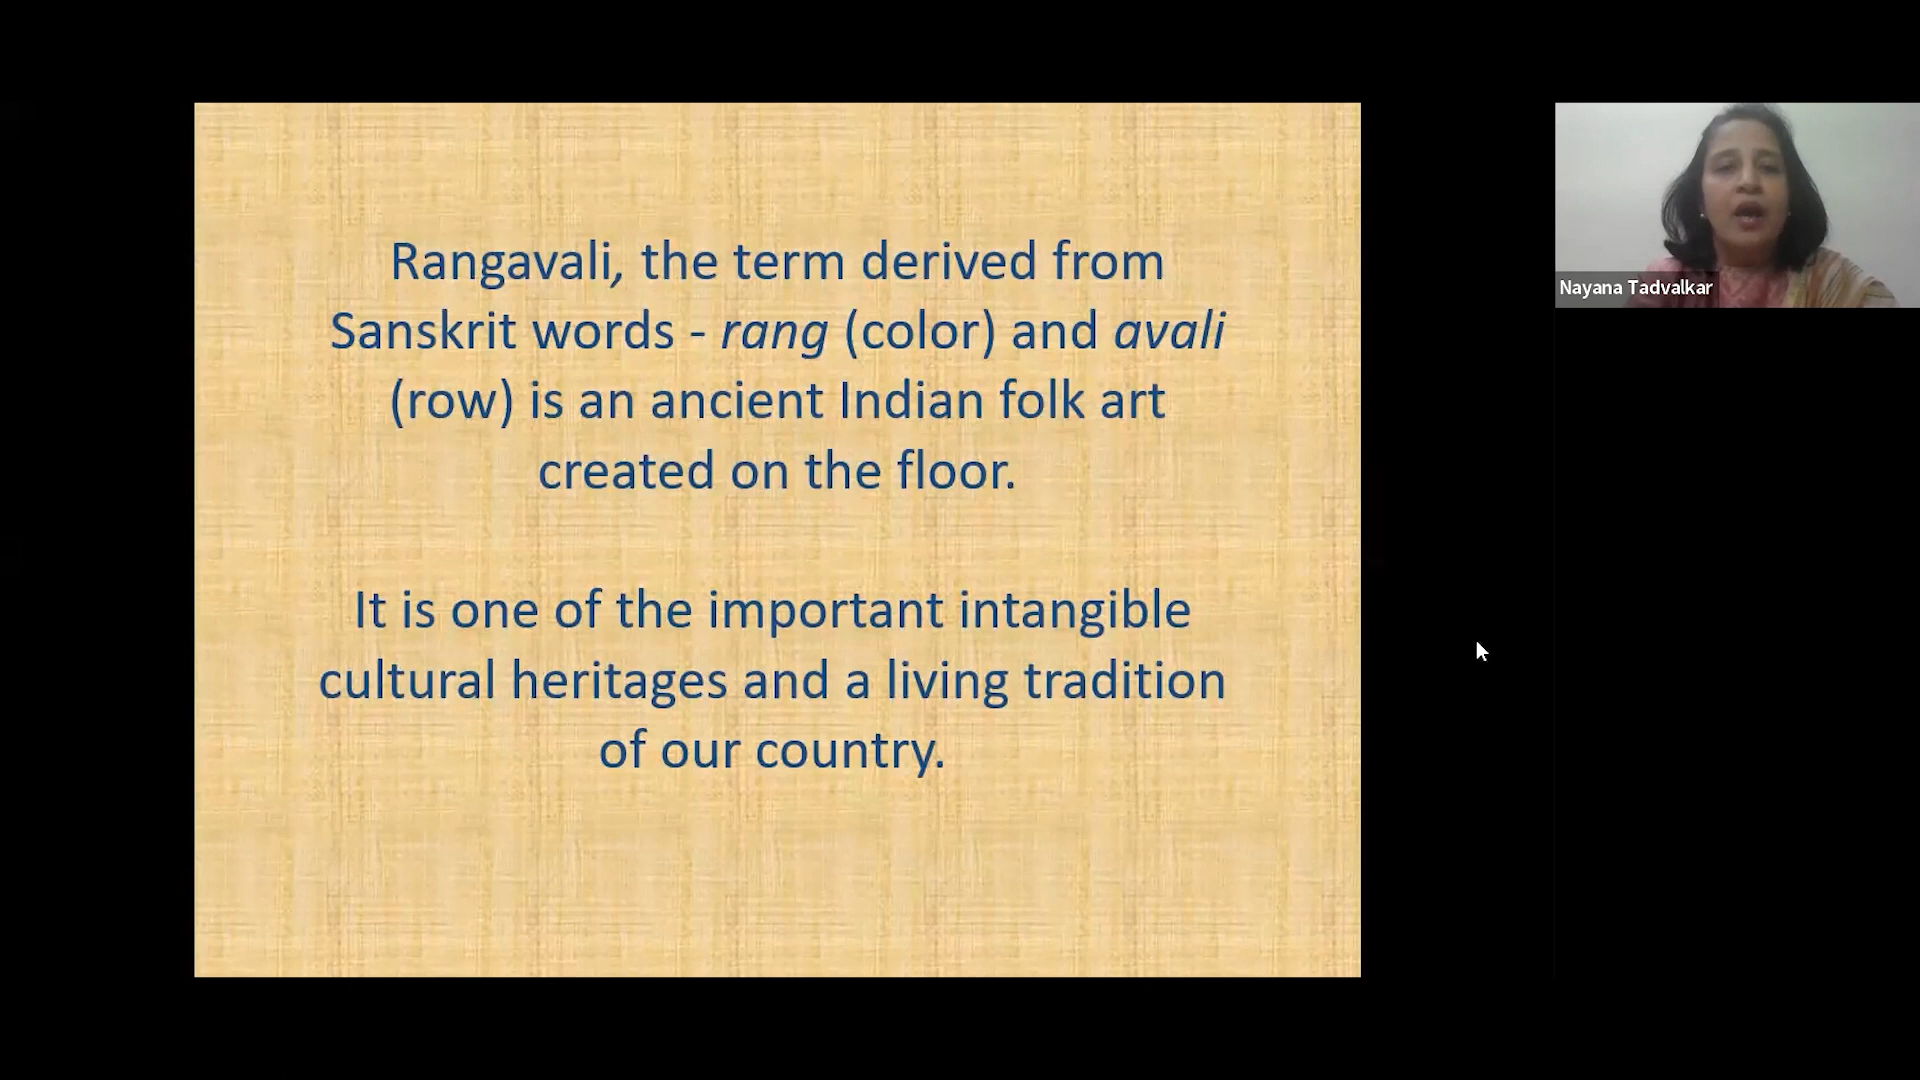 Rangavali, the term derived from
Sanskrit words - rang (color) and avali
(row) is an ancient Indian folk art
created on the floor.
It is one of the important intangible
cultural heritages and a living tradition
of our country.
Nayana Tadvalkar